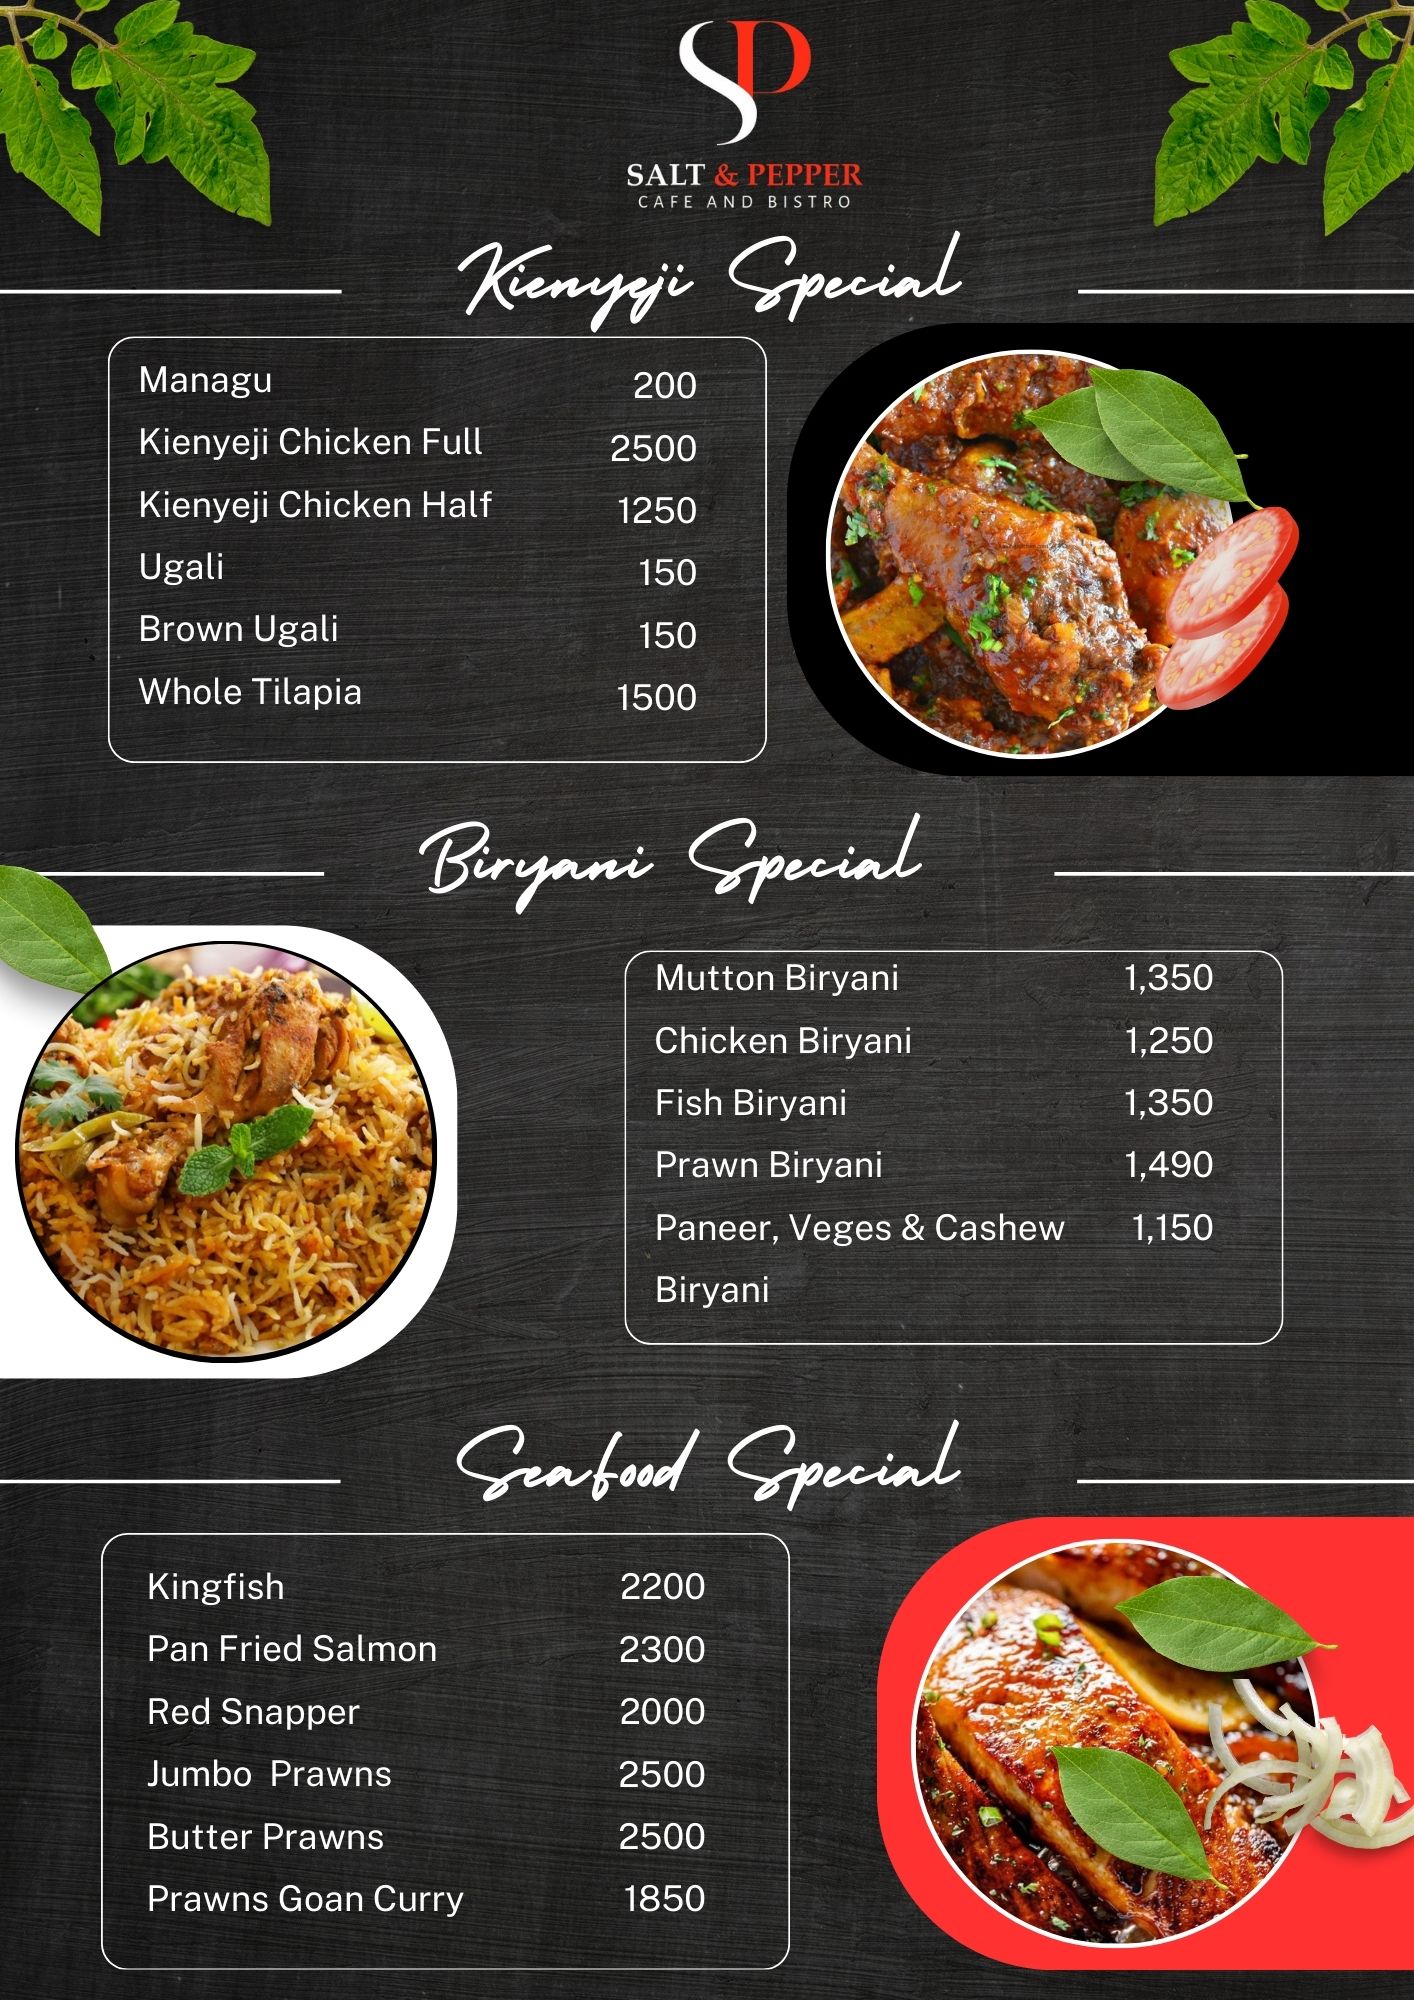 SP
SALT & PEPPER
CAFE AND BISTRO
Kienyeji Special
Managu 200
Kienyeji Chicken Full 2500
Kienyeji Chicken Half 1250
Ugali 150
Brown Ugali 150
Whole Tilapia 1500
Biryani Special
Mutton Biryani 1,350
Chicken Biryani 1,250
Fish Biryani 1,350
Prawn Biryani 1,490
Paneer, Veges & Cashew 1,150
Biryani
Seafood Special
Kingfish 2200
Pan Fried Salmon 2300
Red Snapper 2000
Jumbo Prawns 2500
Butter Prawns 2500
Prawns Goan Curry 1850